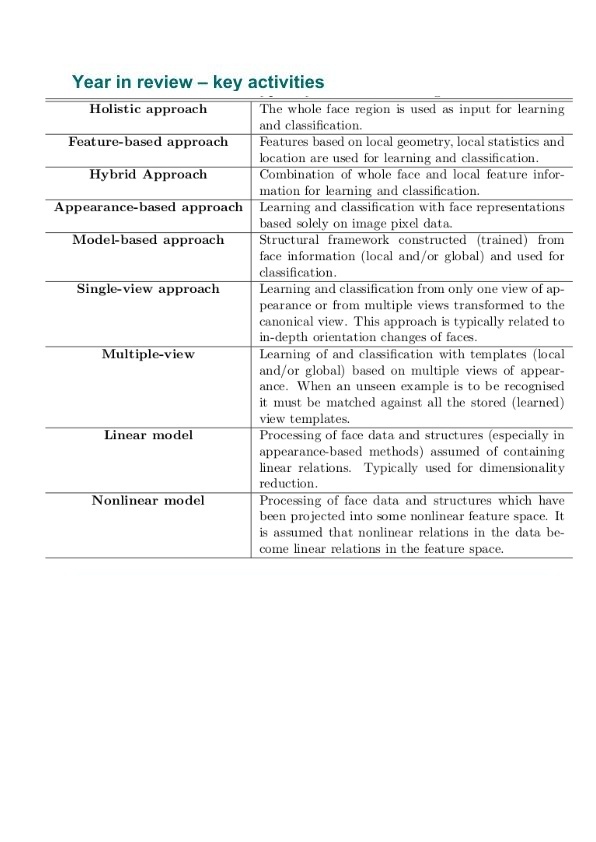 Year in review – key activities
Holistic approach The whole face region is used as input for learning
and classification.
Feature-based approach Features based on local geometry, local statistics and
location are used for learning and classification.
Hybrid Approach Combination of whole face and local feature infor-
mation for learning and classification.
Appearance-based approach Learning and classification with face representations
based solely on image pixel data.
Model-based approach Structural framework constructed (trained) from
face information (local and/or global) and used for
classification.
Single-view approach Learning and classification from only one view of ap-
pearance or from multiple views transformed to the
canonical view. This approach is typically related to
in-depth orientation changes of faces.
Multiple-view Learning of and classification with templates (local
and/or global) based on multiple views of appear-
ance. When an unseen example is to be recognised
it must be matched against all the stored (learned)
view templates.
Linear model Processing of face data and structures (especially in
appearance-based methods) assumed of containing
linear relations. Typically used for dimensionality
reduction.
Nonlinear model Processing of face data and structures which have
been projected into some nonlinear feature space. It
is assumed that nonlinear relations in the data be-
come linear relations in the feature space.